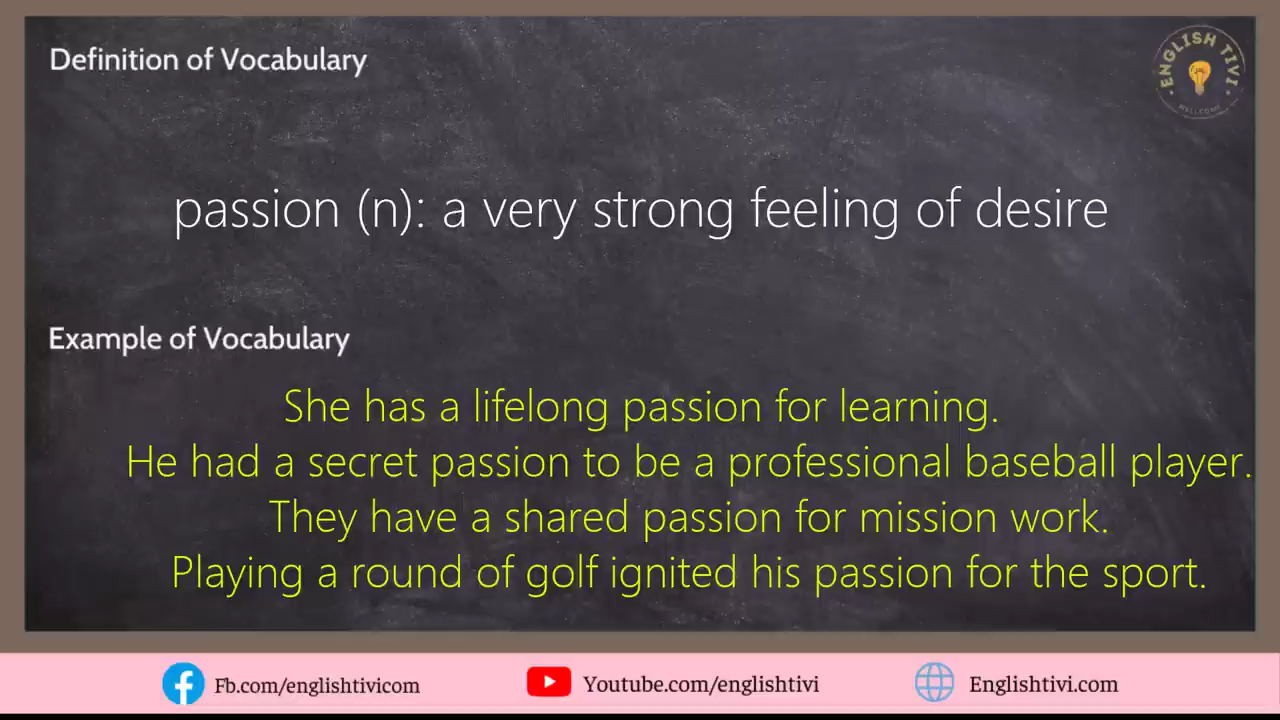 Definition of Vocabulary
ENGLISH TIVI
WELLCOME
passion (n): a very strong feeling of desire
Example of Vocabulary
She has a lifelong passion for learning.
He had a secret passion to be a professional baseball player.
They have a shared passion for mission work.
Playing a round of golf ignited his passion for the sport.
Fb.com/englishtivicom
Youtube.com/englishtivi
Englishtivi.com